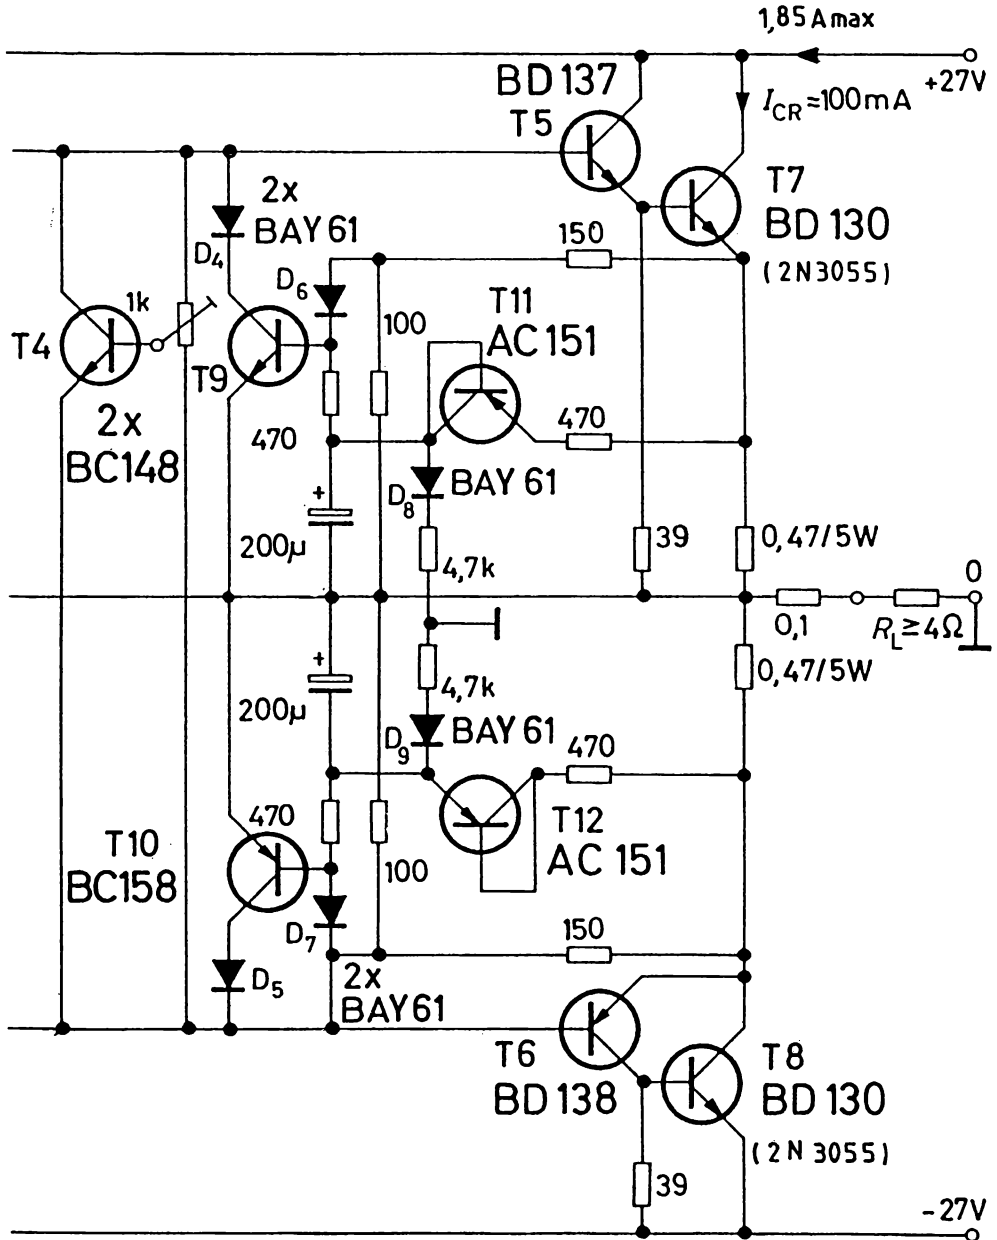 1,85 A max
+27V
BD 137
T5
I_CR=100mA
T7
BD 130
(2N3055)
2x
BAY 61
D4
D6
150
1k
100
T11
AC 151
T4
T9
2x
BC148
470
470
D8
BAY 61
+
200µ
4,7k
39
0,47/5W
0
0,1
R_L≥4Ω
+
200µ
4,7k
0,47/5W
D9
BAY 61
470
T10
BC158
470
100
T12
AC 151
D7
150
D5
2x
BAY 61
T6
BD 138
T8
BD 130
(2N 3055)
39
-27V